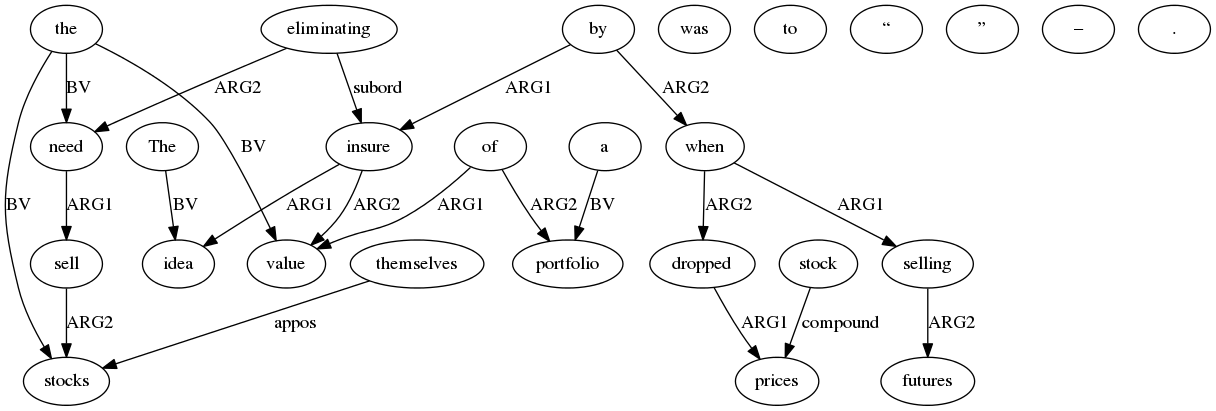 the eliminating by was to “ ” – .
BV ARG2 subord ARG1 ARG2
need The insure of a when
BV BV ARG1 BV ARG1 ARG2 ARG1 ARG2 BV ARG2 ARG1
sell idea value themselves portfolio dropped stock selling
ARG2 appos ARG1 compound ARG2
stocks prices futures